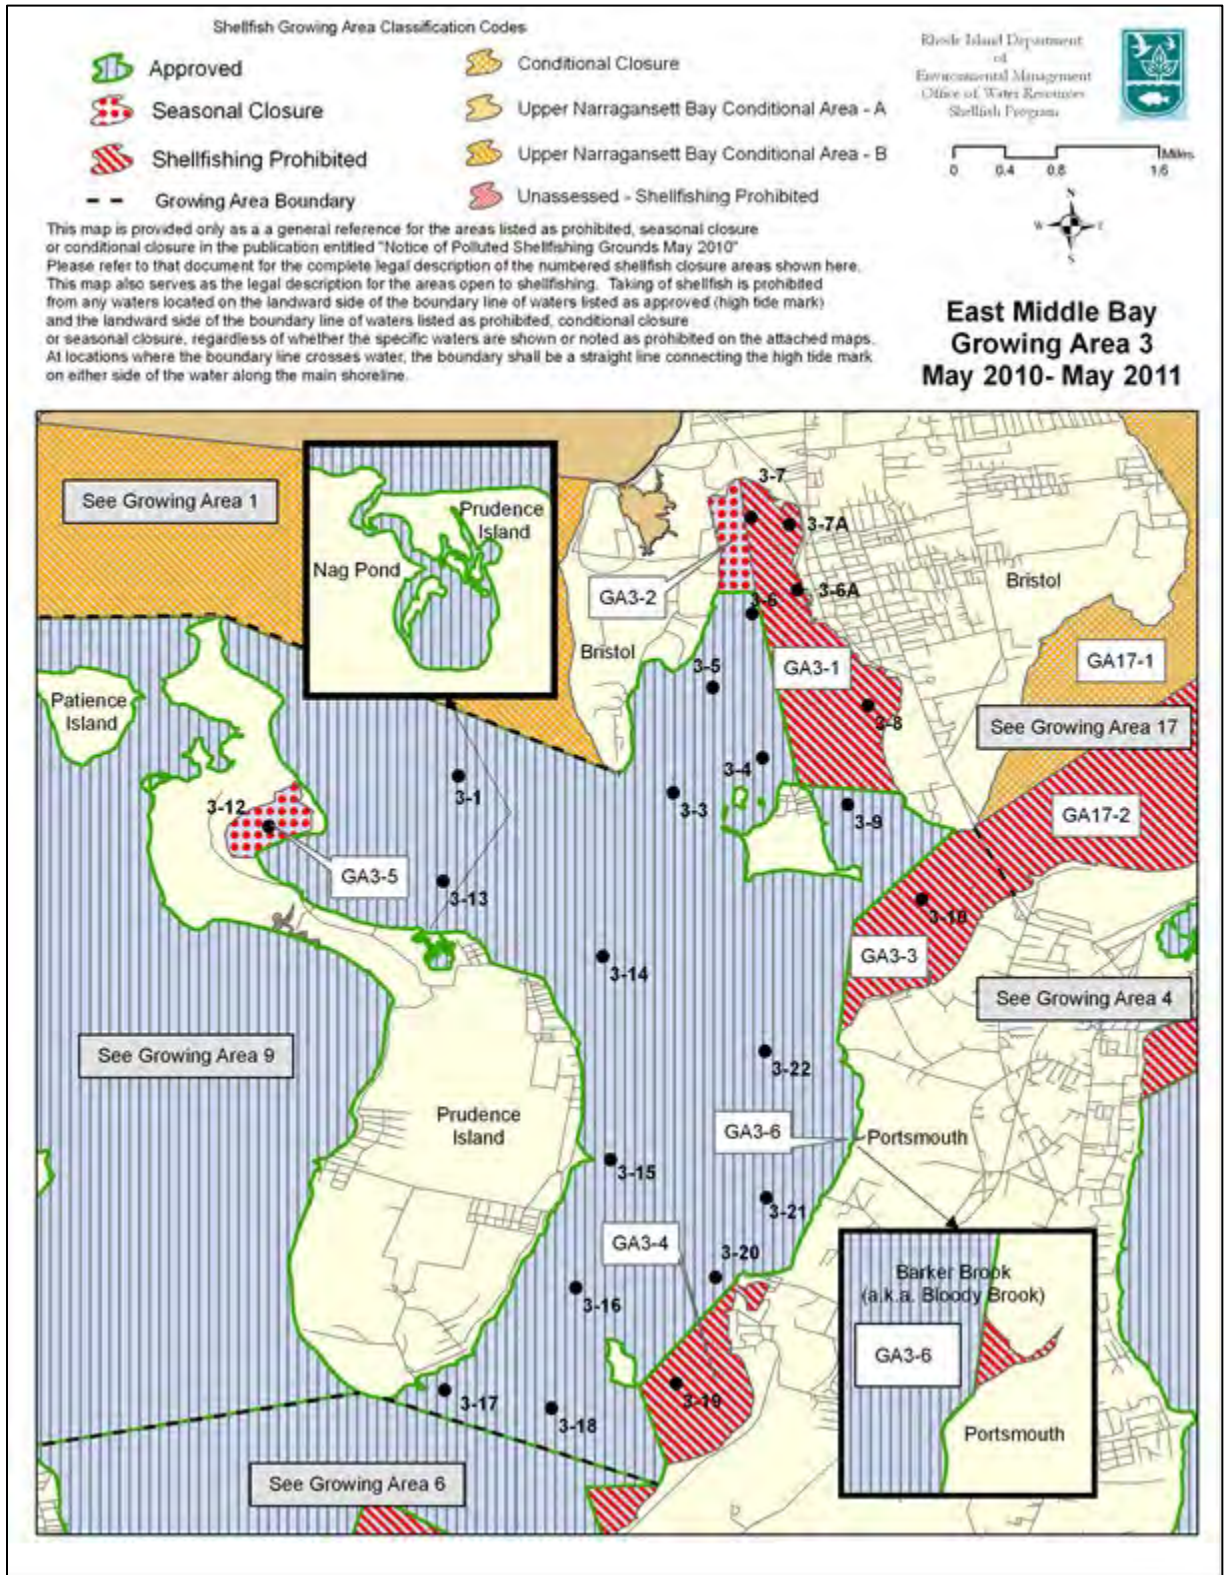 Shellfish Growing Area Classification Codes
Approved
Seasonal Closure
Shellfishing Prohibited
Growing Area Boundary
Conditional Closure
Upper Narragansett Bay Conditional Area - A
Upper Narragansett Bay Conditional Area - B
Unassessed - Shellfishing Prohibited
Rhode Island Department
of
Environmental Management
Office of Water Resources
Shellfish Program
Miles
0 0.4 0.8 1.6
N
W E
S
This map is provided only as a a general reference for the areas listed as prohibited, seasonal closure
or conditional closure in the publication entitled "Notice of Polluted Shellfishing Grounds May 2010"
Please refer to that document for the complete legal description of the numbered shellfish closure areas shown here.
This map also serves as the legal description for the areas open to shellfishing. Taking of shellfish is prohibited
from any waters located on the landward side of the boundary line of waters listed as approved (high tide mark)
and the landward side of the boundary line of waters listed as prohibited, conditional closure
or seasonal closure, regardless of whether the specific waters are shown or noted as prohibited on the attached maps.
At locations where the boundary line crosses water, the boundary shall be a straight line connecting the high tide mark
on either side of the water along the main shoreline.
East Middle Bay
Growing Area 3
May 2010- May 2011
See Growing Area 1
Prudence
Island
Nag Pond
3-7
3-7A
GA3-2
3-6A
3-6
Bristol
Bristol
3-5
GA3-1
GA17-1
Patience
Island
3-8
See Growing Area 17
3-4
3-1
3-3
3-12
3-9
GA17-2
GA3-5
3-13
3-10
GA3-3
3-14
See Growing Area 4
See Growing Area 9
3-22
Prudence
Island
GA3-6
Portsmouth
3-15
3-21
GA3-4
3-20
Barker Brook
(a.k.a. Bloody Brook)
3-16
GA3-6
3-19
3-17
3-18
Portsmouth
See Growing Area 6